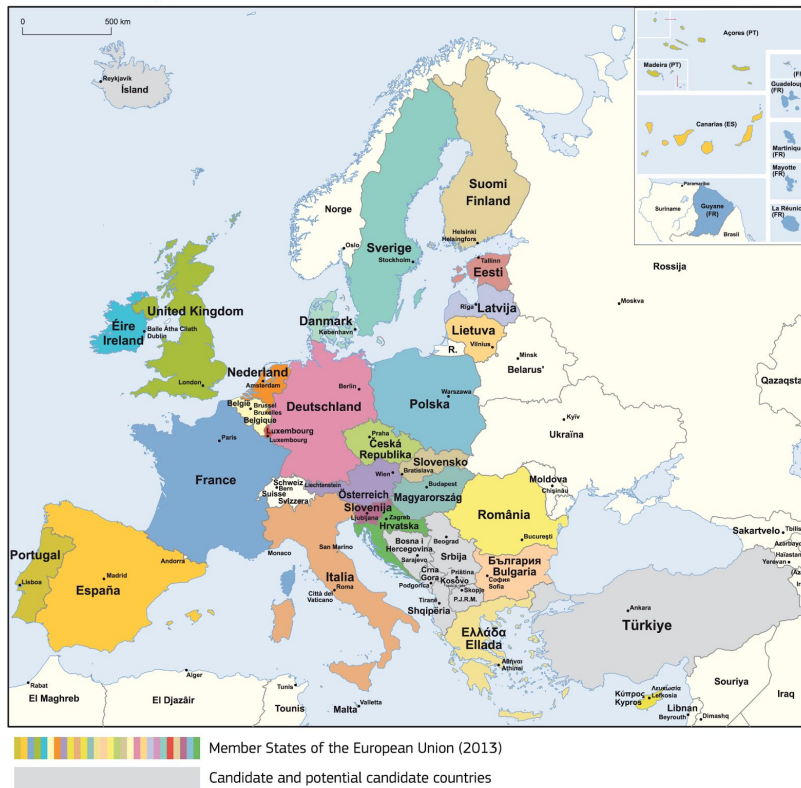 0 500 km
Reykjavík
Ísland
Açores (PT)
Madeira (PT)
(FR)
Guadeloupe
(FR)
Canarias (ES)
Martinique
(FR)
Mayotte
(FR)
Paramaribo
Guyane
(FR)
Suriname
Brasil
La Réunion
(FR)
Suomi
Finland
Norge
Helsinki
Helsingfors
Oslo
Sverige
Stockholm
Tallinn
Eesti
Rossija
Moskva
United Kingdom
Éire
Ireland
Baile Átha Cliath
Dublin
London
Danmark
København
Rīga
Latvija
Lietuva
Vilnius
R.
Minsk
Belarus'
Qazaqstan
Nederland
Amsterdam
België
Brussel
Bruxelles
Belgique
Luxembourg
Luxembourg
Berlin
Deutschland
Warszawa
Polska
Kyïv
Ukraïna
Paris
France
Praha
Česká
Republika
Slovensko
Bratislava
Wien
Liechtenstein
Österreich
Budapest
Magyarország
Schweiz
Bern
Suisse
Svizzera
Moldova
Chişinău
Slovenija
Ljubljana
Zagreb
Hrvatska
România
Bucureşti
Portugal
Lisboa
Madrid
España
Andorra
Monaco
San Marino
Italia
Roma
Città del
Vaticano
Bosna i
Hercegovina
Sarajevo
Beograd
Srbija
Crna
Gora
Podgorica
Priština
Kosovo
Skopje
P.J.R.M.
Tiranë
Shqipëria
България
Bulgaria
София
Sofia
Ελλάδα
Ellada
Αθήναι
Athinai
Sakartvelo
Tbilisi
Yerevan
Ankara
Türkiye
Rabat
El Maghreb
Alger
El Djazâir
Tunis
Tounis
Malta
Valletta
Κύπρος
Kypros
Λευκωσία
Lefkosia
Souriya
Iraq
Libnan
Beyrouth
Dimashq
Member States of the European Union (2013)
Candidate and potential candidate countries